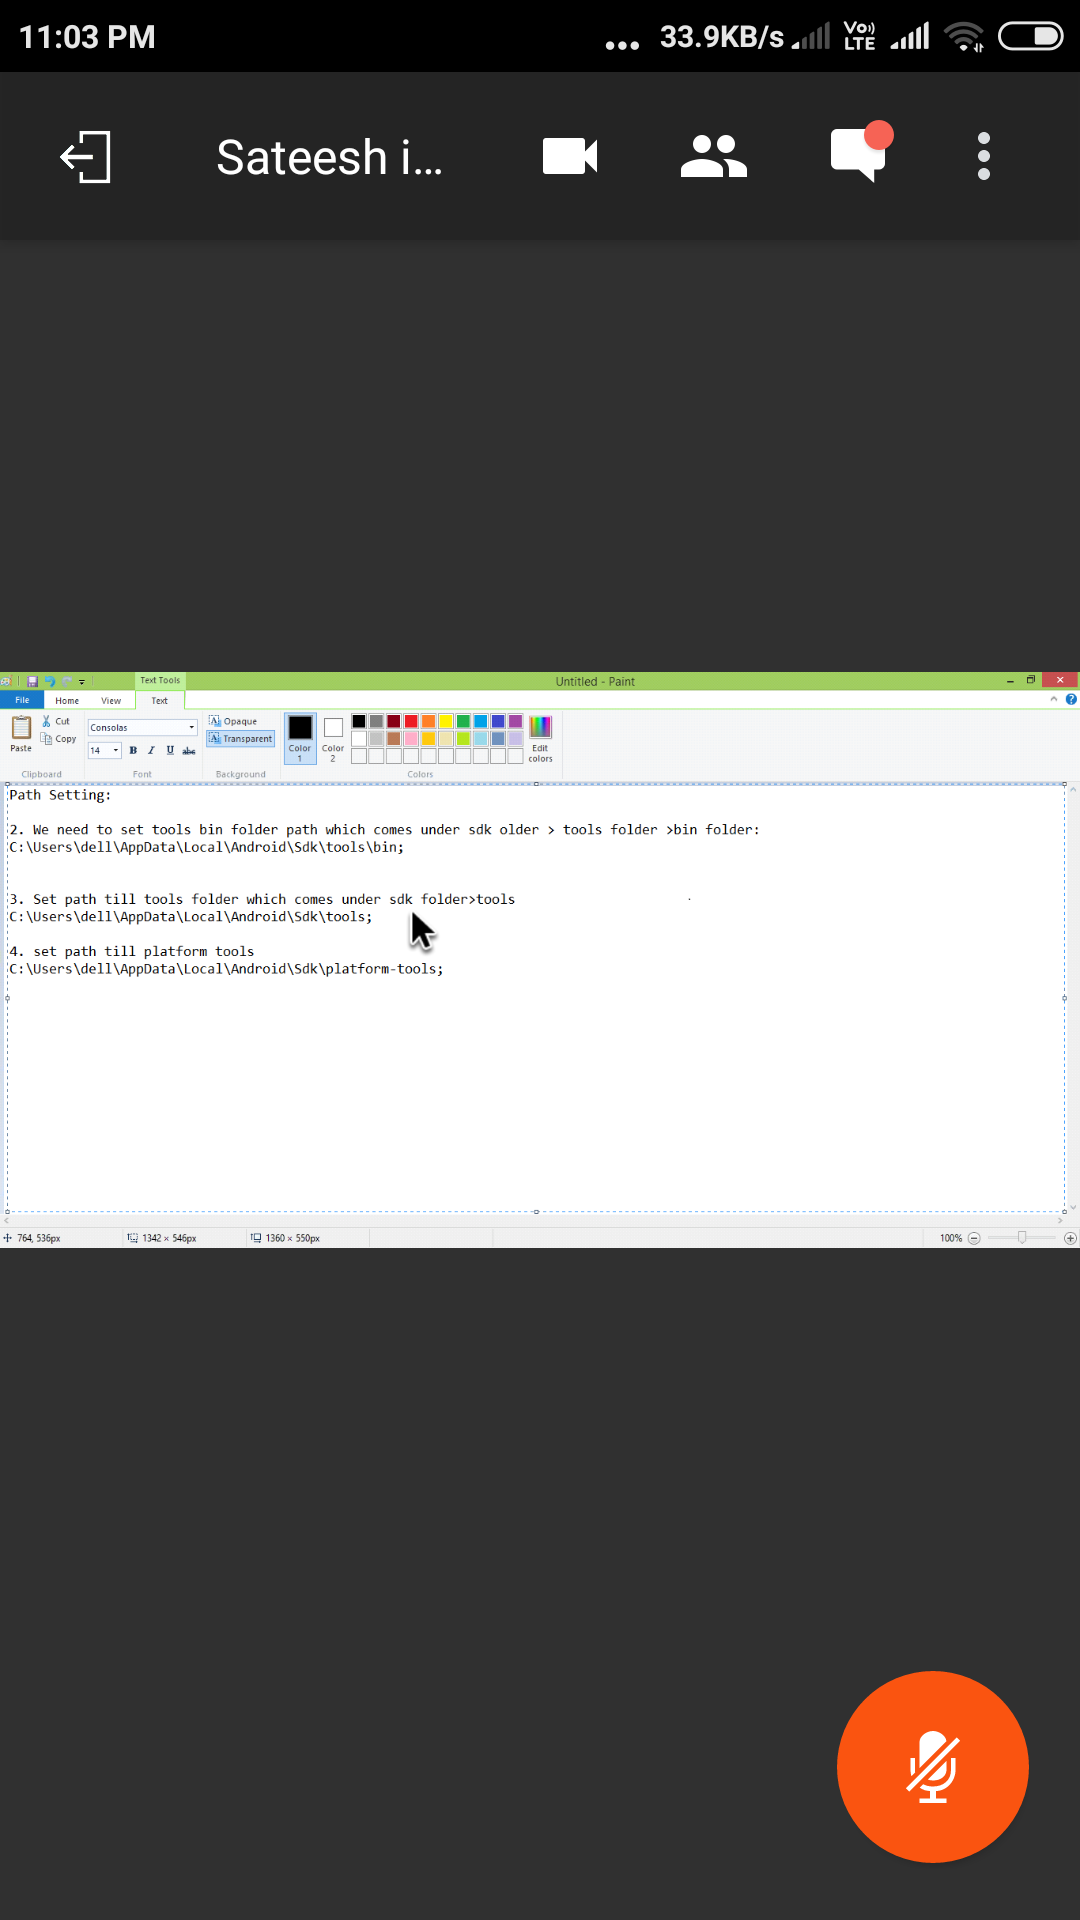 11:03 PM
... 33.9KB/s Vo)) LTE
Sateesh i...
Text Tools
Untitled - Paint
File Home View Text
Paste Cut Copy
Clipboard
Consolas
14 B I U abc
Font
Opaque
Transparent
Background
Color 1
Color 2
Edit colors
Colors
Path Setting:
2. We need to set tools bin folder path which comes under sdk older > tools folder >bin folder:
C:\Users\dell\AppData\Local\Android\Sdk\tools\bin;
3. Set path till tools folder which comes under sdk folder>tools
C:\Users\dell\AppData\Local\Android\Sdk\tools;
4. set path till platform tools
C:\Users\dell\AppData\Local\Android\Sdk\platform-tools;
764, 536px 1342 × 546px 1360 × 550px 100%